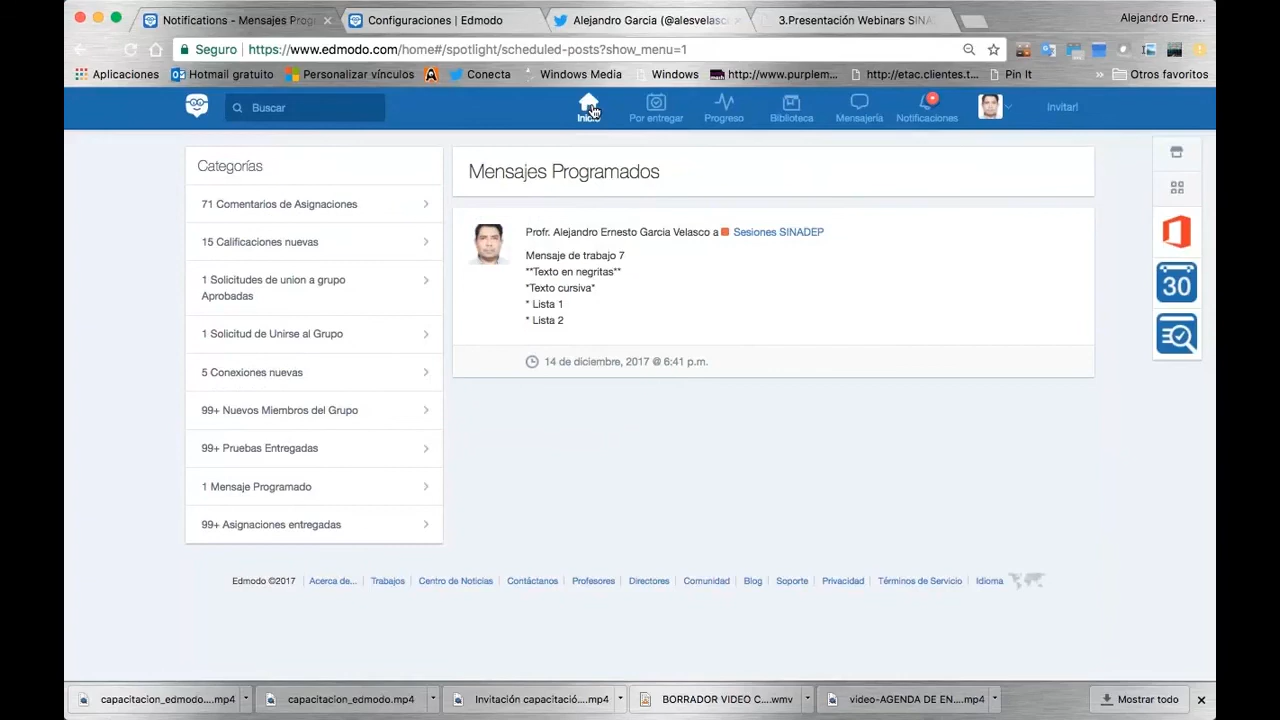 Notifications - Mensajes Prog
Configuraciones | Edmodo
Alejandro Garcia (@alesvelasc
3.Presentación Webinars SINA
Alejandro Erne...
Seguro
https://www.edmodo.com/home#/spotlight/scheduled-posts?show_menu=1
Aplicaciones
Hotmail gratuito
Personalizar vínculos
Conecta
Windows Media
Windows
http://www.purplem...
http://etac.clientes.t...
Pin It
»
Otros favoritos
Buscar
Inicio
Por entregar
Progreso
Biblioteca
Mensajería
Notificaciones
Invitar!
Categorías
71 Comentarios de Asignaciones
15 Calificaciones nuevas
1 Solicitudes de union a grupo
Aprobadas
1 Solicitud de Unirse al Grupo
5 Conexiones nuevas
99+ Nuevos Miembros del Grupo
99+ Pruebas Entregadas
1 Mensaje Programado
99+ Asignaciones entregadas
Mensajes Programados
Profr. Alejandro Ernesto Garcia Velasco a Sesiones SINADEP
Mensaje de trabajo 7
**Texto en negritas**
*Texto cursiva*
* Lista 1
* Lista 2
14 de diciembre, 2017 @ 6:41 p.m.
30
Edmodo ©2017
Acerca de...
Trabajos
Centro de Noticias
Contáctanos
Profesores
Directores
Comunidad
Blog
Soporte
Privacidad
Términos de Servicio
Idioma
capacitacion_edmodo....mp4
capacitacion_edmodo.mp4
Invitación capacitació....mp4
BORRADOR VIDEO C....wmv
video-AGENDA DE EN....mp4
Mostrar todo